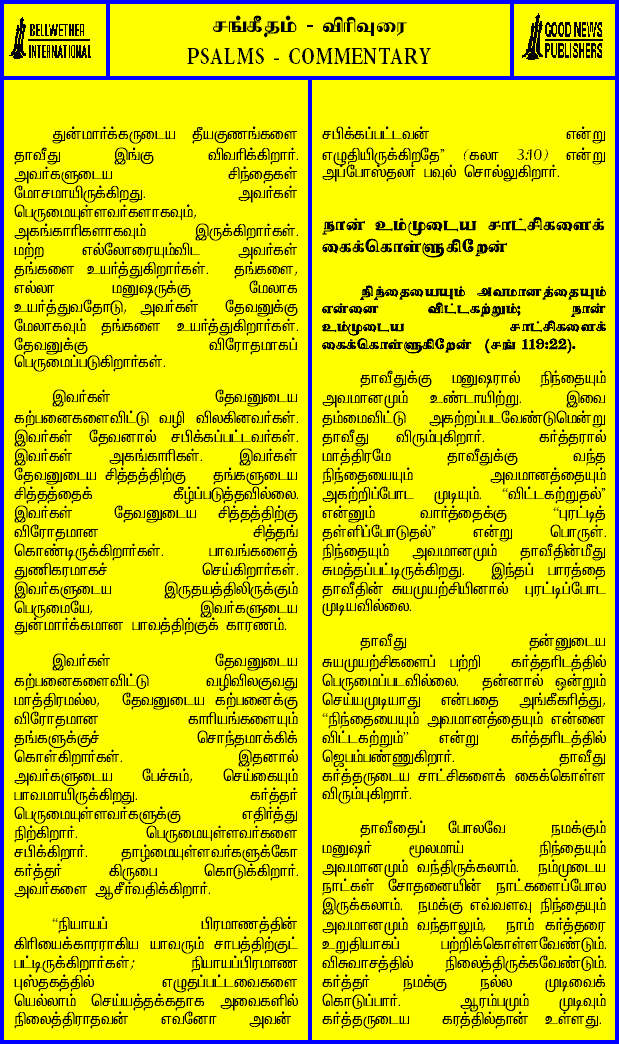 BELLWETHER
INTERNATIONAL
சங்கீதம் - விரிவுரை
PSALMS - COMMENTARY
GOOD NEWS
PUBLISHERS
துன்மார்க்கருடைய தீயகுணங்களை
தாவீது இங்கு விவரிக்கிறார்.
அவர்களுடைய சிந்தைகள்
மோசமாயிருக்கிறது. அவர்கள்
பெருமையுள்ளவர்களாகவும்,
அகங்காரிகளாகவும் இருக்கிறார்கள்.
மற்ற எல்லோரையும்விட அவர்கள்
தங்களை உயர்த்துகிறார்கள். தங்களை,
எல்லா மனுஷருக்கு மேலாக
உயர்த்துவதோடு, அவர்கள் தேவனுக்கு
மேலாகவும் தங்களை உயர்த்துகிறார்கள்.
தேவனுக்கு விரோதமாகப்
பெருமைப்படுகிறார்கள்.
இவர்கள் தேவனுடைய
கற்பனைகளைவிட்டு வழி விலகினவர்கள்.
இவர்கள் தேவனால் சபிக்கப்பட்டவர்கள்.
இவர்கள் அகங்காரிகள். இவர்கள்
தேவனுடைய சித்தத்திற்கு தங்களுடைய
சித்தத்தைக் கீழ்ப்படுத்தவில்லை.
இவர்கள் தேவனுடைய சித்தத்திற்கு
விரோதமான சித்தங்
கொண்டிருக்கிறார்கள். பாவங்களைத்
துணிகரமாகச் செய்கிறார்கள்.
இவர்களுடைய இருதயத்திலிருக்கும்
பெருமையே, இவர்களுடைய
துன்மார்க்கமான பாவத்திற்குக் காரணம்.
இவர்கள் தேவனுடைய
கற்பனைகளைவிட்டு வழிவிலகுவது
மாத்திரமல்ல, தேவனுடைய கற்பனைக்கு
விரோதமான காரியங்களையும்
தங்களுக்குச் சொந்தமாக்கிக்
கொள்கிறார்கள். இதனால்
அவர்களுடைய பேச்சும், செய்கையும்
பாவமாயிருக்கிறது. கர்த்தர்
பெருமையுள்ளவர்களுக்கு எதிர்த்து
நிற்கிறார். பெருமையுள்ளவர்களை
சபிக்கிறார். தாழ்மையுள்ளவர்களுக்கோ
கர்த்தர் கிருபை கொடுக்கிறார்.
அவர்களை ஆசீர்வதிக்கிறார்.
“நியாயப் பிரமாணத்தின்
கிரியைக்காரராகிய யாவரும் சாபத்திற்குட்
பட்டிருக்கிறார்கள்; நியாயப்பிரமாண
புஸ்தகத்தில் எழுதப்பட்டவைகளை
யெல்லாம் செய்யத்தக்கதாக அவைகளில்
நிலைத்திராதவன் எவனோ அவன்
சபிக்கப்பட்டவன் என்று
எழுதியிருக்கிறதே” (கலா 3:10) என்று
அப்போஸ்தலர் பவுல் சொல்லுகிறார்.
நான் உம்முடைய சாட்சிகளைக்
கைக்கொள்ளுகிறேன்
நிந்தையையும் அவமானத்தையும்
என்னை விட்டகற்றும்; நான்
உம்முடைய சாட்சிகளைக்
கைக்கொள்ளுகிறேன் (சங் 119:22).
தாவீதுக்கு மனுஷரால் நிந்தையும்
அவமானமும் உண்டாயிற்று. இவை
தம்மைவிட்டு அகற்றப்படவேண்டுமென்று
தாவீது விரும்புகிறார். கர்த்தரால்
மாத்திரமே தாவீதுக்கு வந்த
நிந்தையையும் அவமானத்தையும்
அகற்றிப்போட முடியும். “விட்டகற்றுதல்”
என்னும் வார்த்தைக்கு “புரட்டித்
தள்ளிப்போடுதல்” என்று பொருள்.
நிந்தையும் அவமானமும் தாவீதின்மீது
சுமத்தப்பட்டிருக்கிறது. இந்தப் பாரத்தை
தாவீதின் சுயமுயற்சியினால் புரட்டிப்போட
முடியவில்லை.
தாவீது தன்னுடைய
சுயமுயற்சிகளைப் பற்றி கர்த்தரிடத்தில்
பெருமைப்படவில்லை. தன்னால் ஒன்றும்
செய்யமுடியாது என்பதை அங்கீகரித்து,
“நிந்தையையும் அவமானத்தையும் என்னை
விட்டகற்றும்” என்று கர்த்தரிடத்தில்
ஜெபம்பண்ணுகிறார். தாவீது
கர்த்தருடைய சாட்சிகளைக் கைக்கொள்ள
விரும்புகிறார்.
தாவீதைப் போலவே நமக்கும்
மனுஷர் மூலமாய் நிந்தையும்
அவமானமும் வந்திருக்கலாம். நம்முடைய
நாட்கள் சோதனையின் நாட்களைப்போல
இருக்கலாம். நமக்கு எவ்வளவு நிந்தையும்
அவமானமும் வந்தாலும், நாம் கர்த்தரை
உறுதியாகப் பற்றிக்கொள்ளவேண்டும்.
விசுவாசத்தில் நிலைத்திருக்கவேண்டும்.
கர்த்தர் நமக்கு நல்ல முடிவைக்
கொடுப்பார். ஆரம்பமும் முடிவும்
கர்த்தருடைய கரத்தில்தான் உள்ளது.